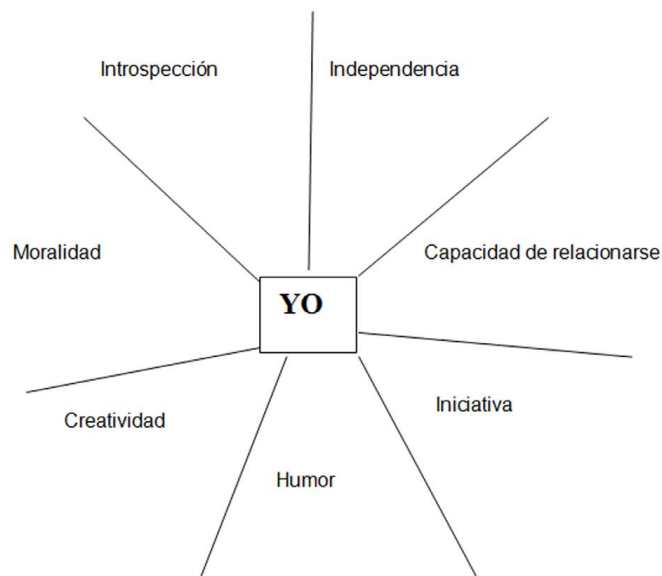 Introspección
Independencia
Moralidad
Capacidad de relacionarse
YO
Creatividad
Iniciativa
Humor